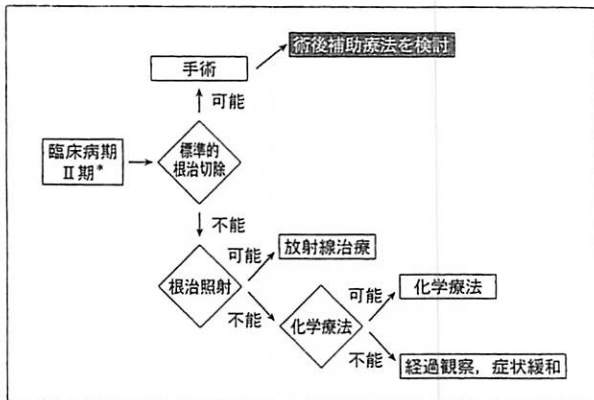 術後補助療法を検討
手術
可能
臨床病期
Ⅱ期*
標準的
根治切除
不能
可能
放射線治療
根治照射
不能
可能
化学療法
化学療法
不能
経過観察，症状緩和